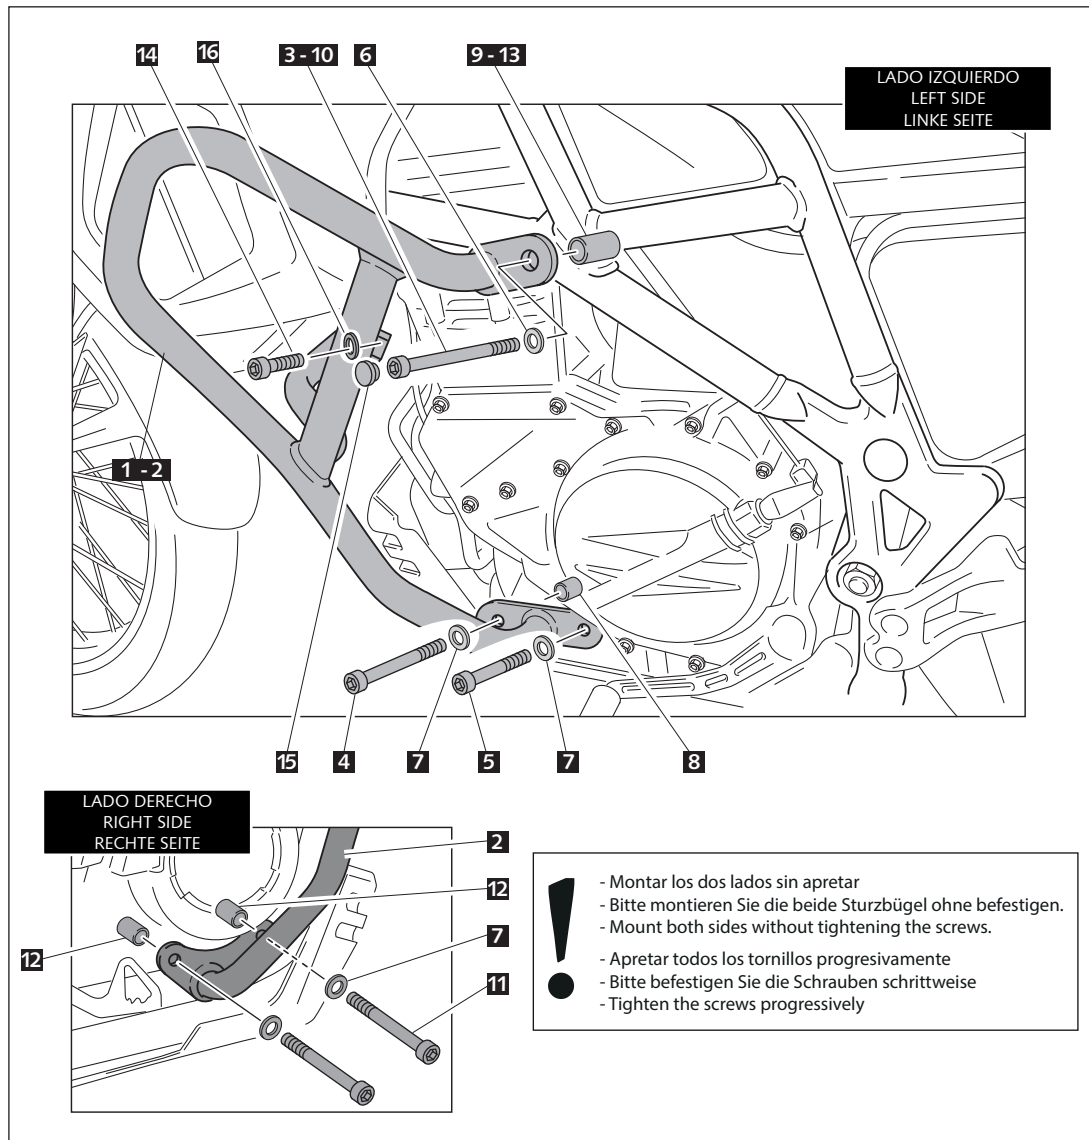 14
16
3 - 10
6
9 - 13
LADO IZQUIERDO
LEFT SIDE
LINKE SEITE
1 - 2
15
4
7
5
7
8
LADO DERECHO
RIGHT SIDE
RECHTE SEITE
2
12
12
7
11
- Montar los dos lados sin apretar
- Bitte montieren Sie die beide Sturzbügel ohne befestigen.
- Mount both sides without tightening the screws.
- Apretar todos los tornillos progresivamente
- Bitte befestigen Sie die Schrauben schrittweise
- Tighten the screws progressively